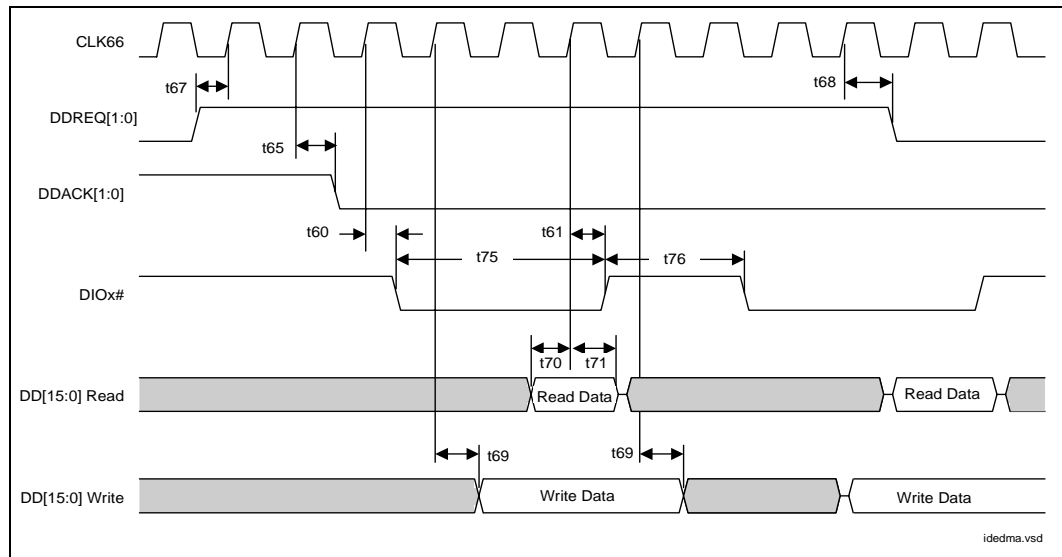 CLK66
t67
t68
DDREQ[1:0]
t65
DDACK[1:0]
t60
t61
t75
t76
DIOx#
t70
t71
DD[15:0] Read
Read Data
Read Data
t69
t69
DD[15:0] Write
Write Data
Write Data
idedma.vsd